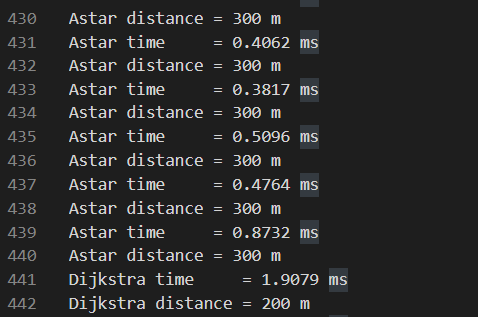 430 Astar distance = 300 m
431 Astar time     = 0.4062 ms
432 Astar distance = 300 m
433 Astar time     = 0.3817 ms
434 Astar distance = 300 m
435 Astar time     = 0.5096 ms
436 Astar distance = 300 m
437 Astar time     = 0.4764 ms
438 Astar distance = 300 m
439 Astar time     = 0.8732 ms
440 Astar distance = 300 m
441 Dijkstra time     = 1.9079 ms
442 Dijkstra distance = 200 m